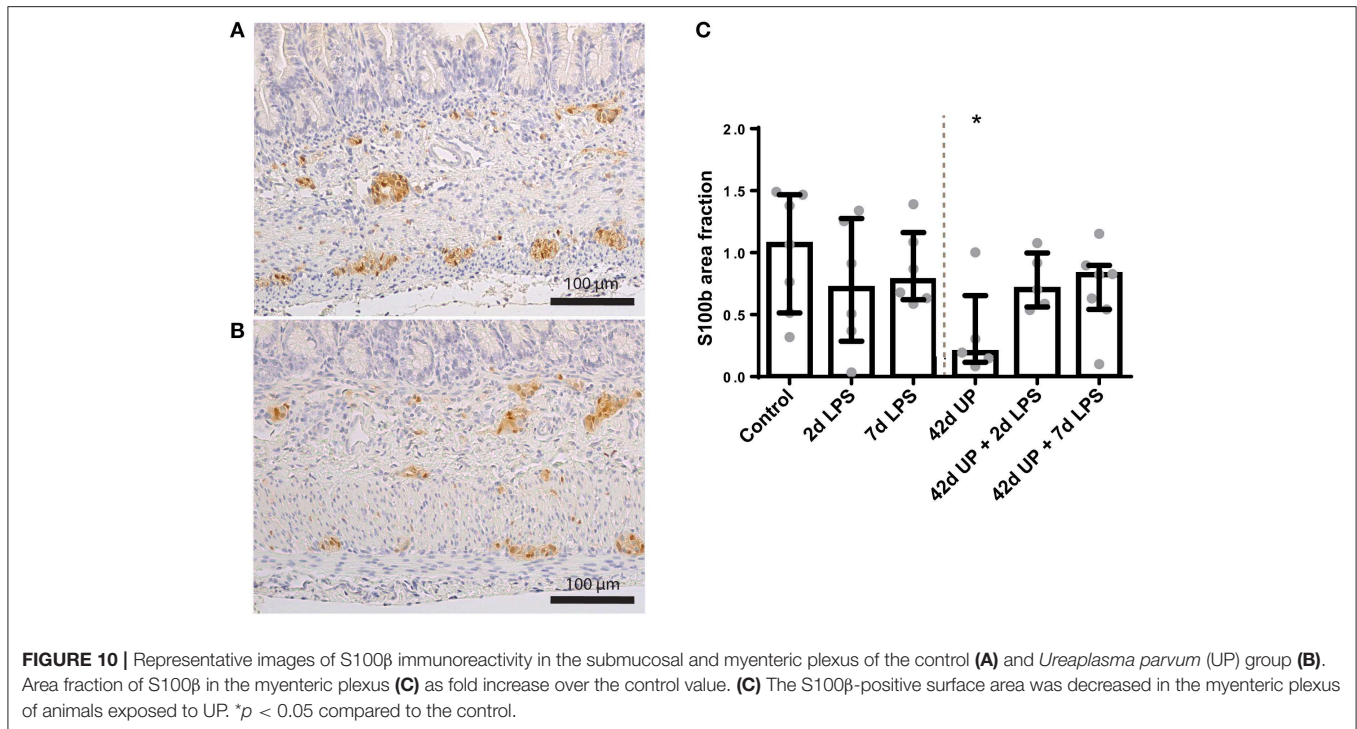 A
100 µm
B
100 µm
C
*
S100b area fraction
2.0
1.5
1.0
0.5
0.0
Control
2d LPS
7d LPS
42d UP
42d UP + 2d LPS
42d UP + 7d LPS
FIGURE 10 | Representative images of S100β immunoreactivity in the submucosal and myenteric plexus of the control (A) and Ureaplasma parvum (UP) group (B).
Area fraction of S100β in the myenteric plexus (C) as fold increase over the control value. (C) The S100β-positive surface area was decreased in the myenteric plexus
of animals exposed to UP. *p < 0.05 compared to the control.